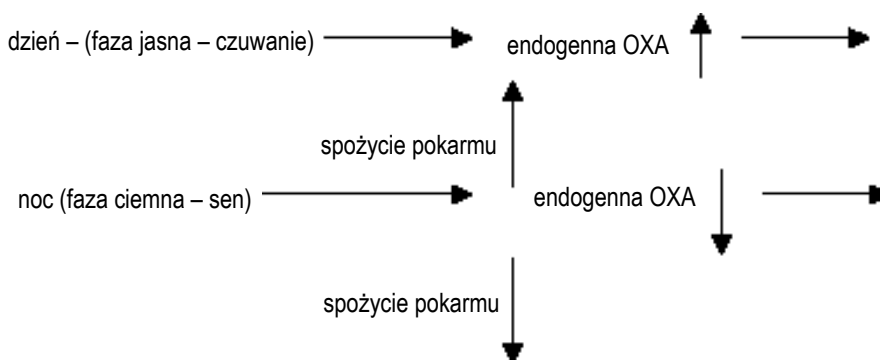 dzień – (faza jasna – czuwanie) endogenna OXA
spożycie pokarmu
noc (faza ciemna – sen) endogenna OXA
spożycie pokarmu